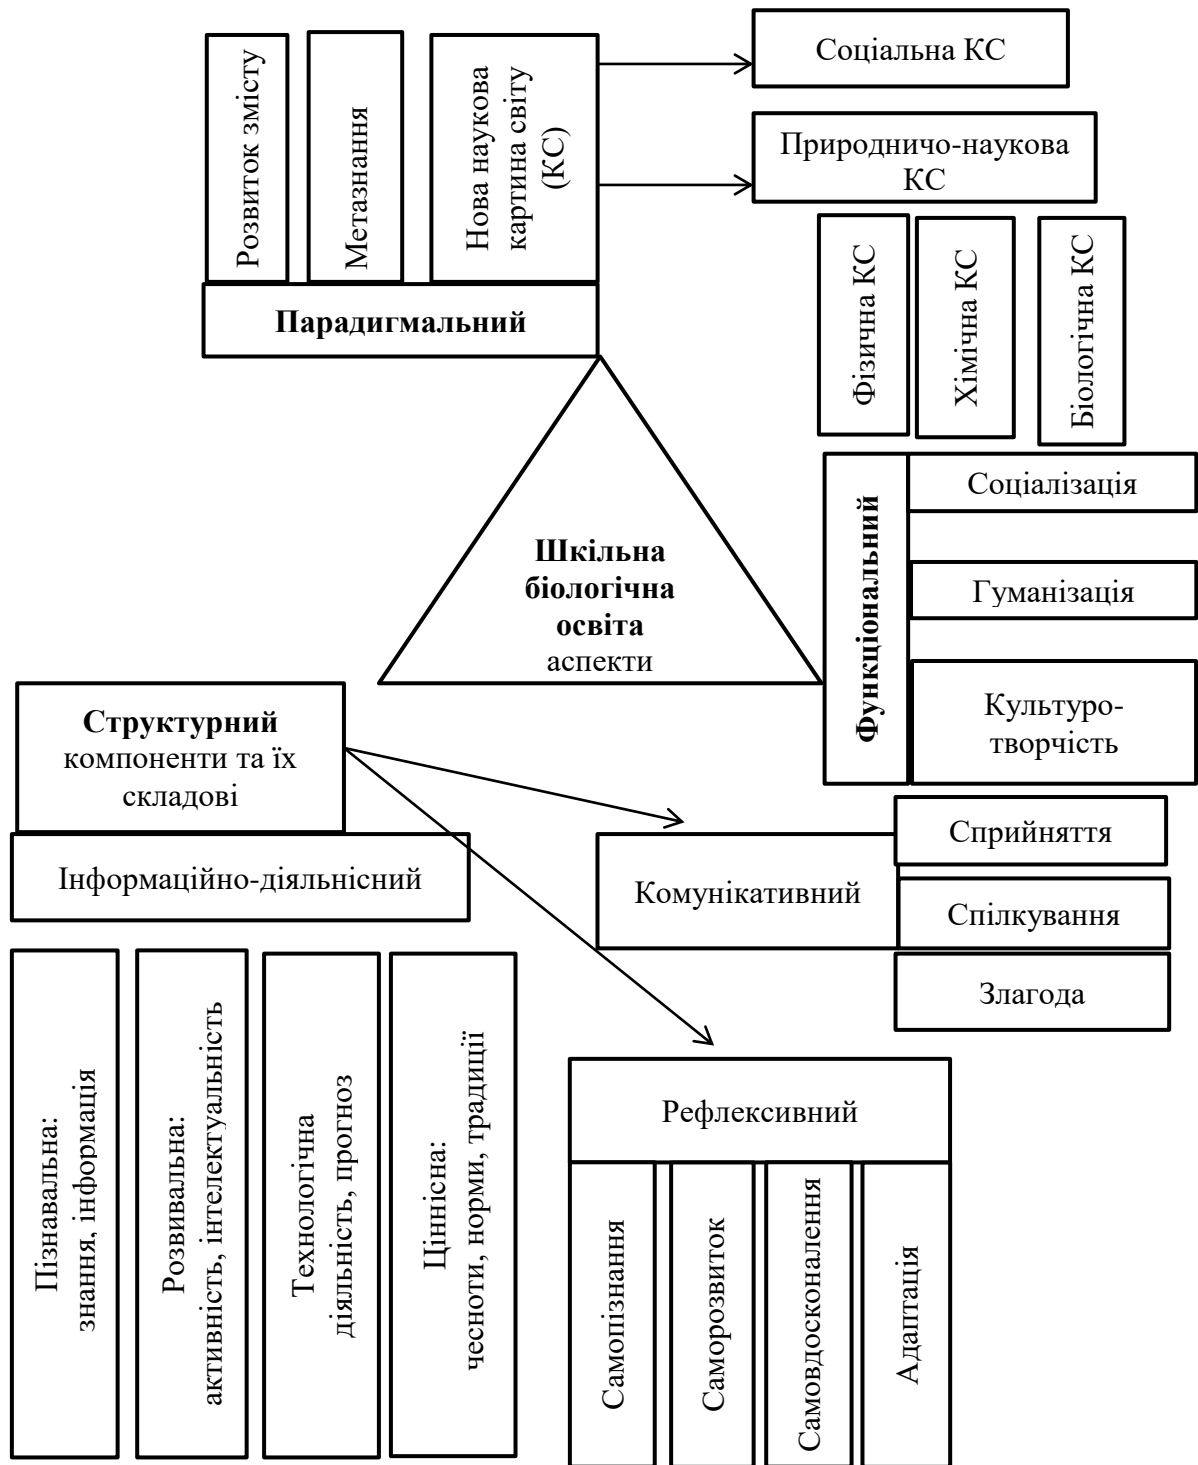 Розвиток змісту
Метазнання
Нова наукова
картина світу
(КС)
Соціальна КС
Природничо-наукова
КС
Парадигмальний
Фізична КС
Хімічна КС
Біологічна КС
Шкільна
біологічна
освіта
аспекти
Функціональний
Соціалізація
Гуманізація
Культуро-
творчість
Структурний
компоненти та їх
складові
Інформаційно-діяльнісний
Комунікативний
Сприйняття
Спілкування
Злагода
Пізнавальна:
знання, інформація
Розвивальна:
активність, інтелектуальність
Технологічна
діяльність, прогноз
Ціннісна:
чесноти, норми, традиції
Рефлексивний
Самопізнання
Саморозвиток
Самовдосконалення
Адаптація